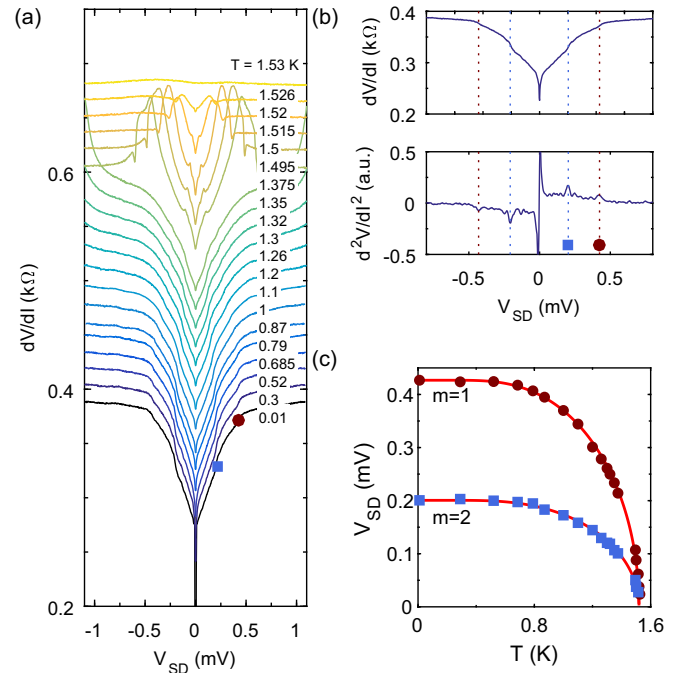 (a)
T = 1.53 K
1.526
1.52
1.515
1.5
1.495
1.375
1.35
1.32
1.3
1.26
1.2
1.1
1
0.87
0.79
0.685
0.52
0.3
0.01
0.6
0.4
0.2
dV/dI (kΩ)
-1 -0.5 0 0.5 1
V_SD (mV)
(b)
0.4
0.3
0.2
dV/dI (kΩ)
0.5
0
-0.5
d²V/dI² (a.u.)
-0.5 0 0.5
V_SD (mV)
(c)
0.4
0.3
0.2
0.1
0
V_SD (mV)
m=1
m=2
0 0.8 1.6
T (K)